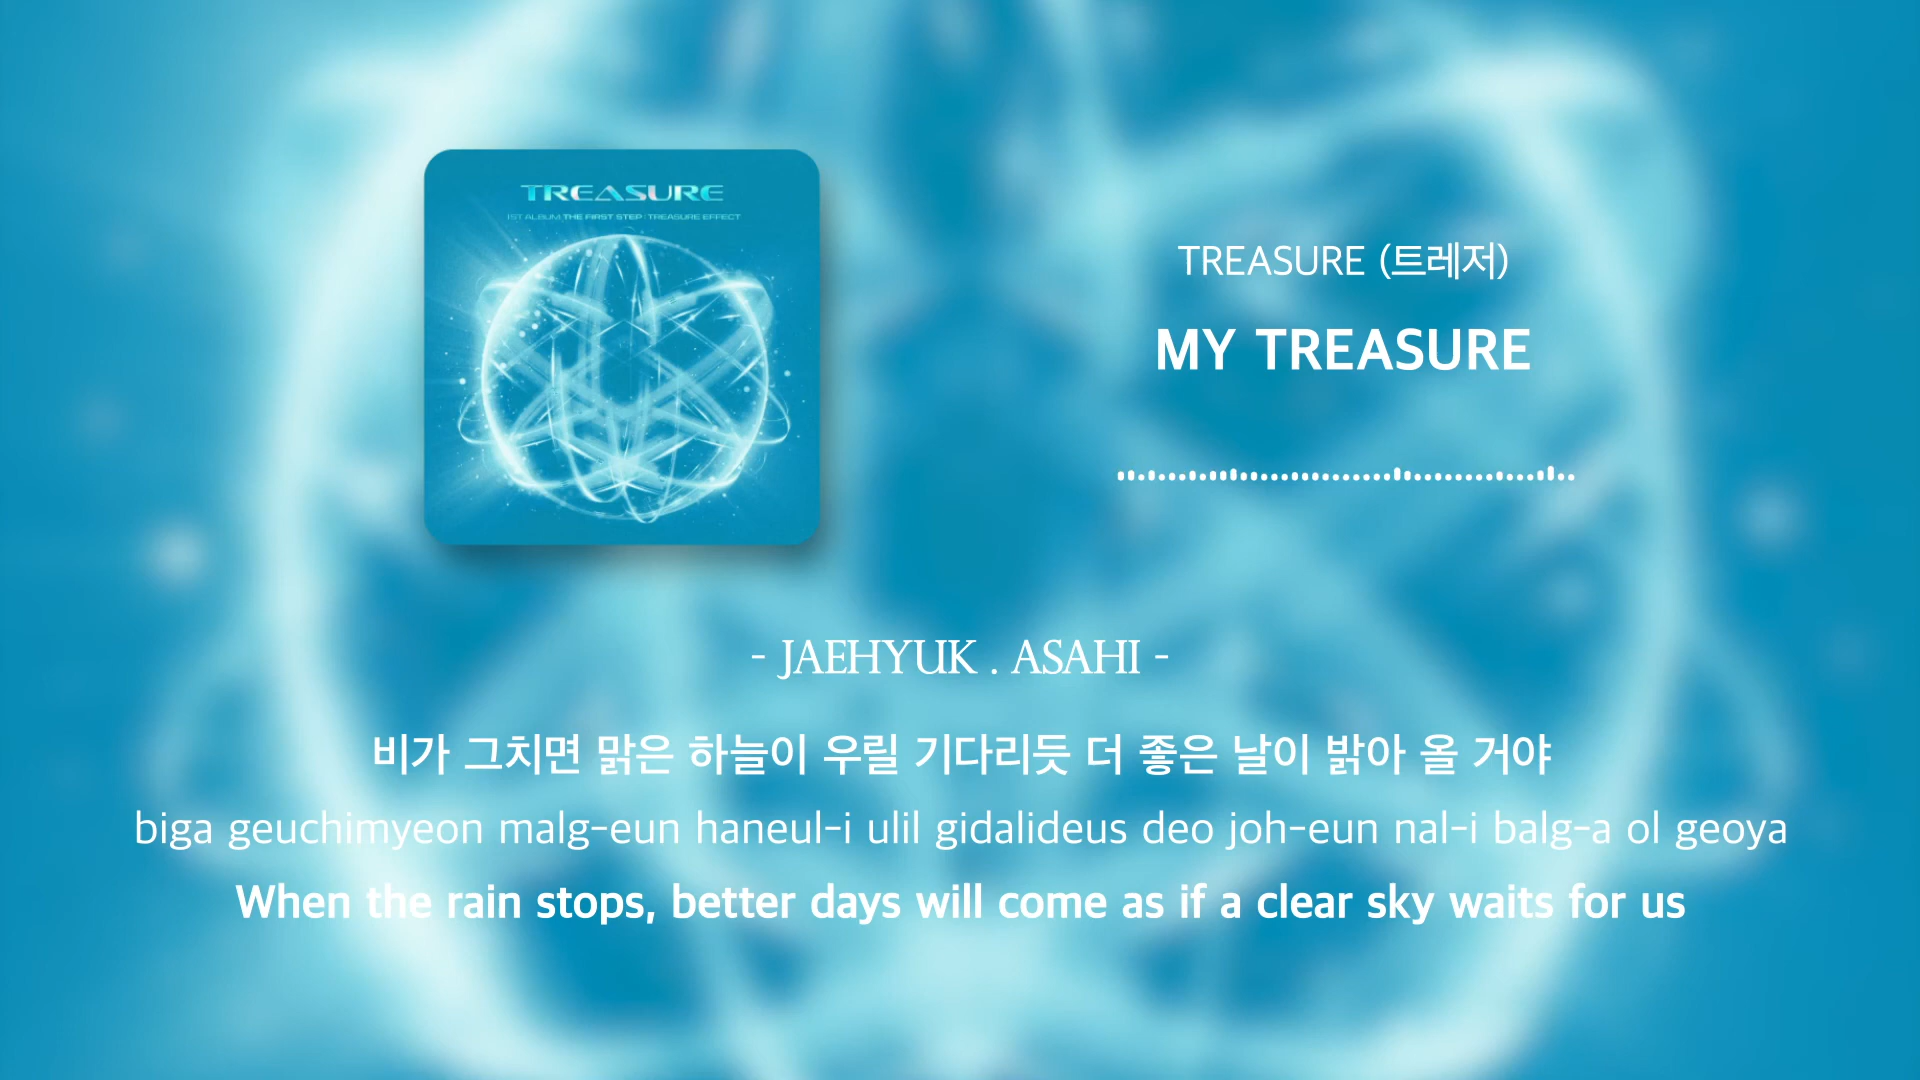 TREASURE
1ST ALBUM THE FIRST STEP : TREASURE EFFECT
TREASURE (트레저)
MY TREASURE
- JAEHYUK . ASAHI -
비가 그치면 맑은 하늘이 우릴 기다리듯 더 좋은 날이 밝아 올 거야
biga geuchimyeon malg-eun haneul-i ulil gidalideus deo joh-eun nal-i balg-a ol geoya
When the rain stops, better days will come as if a clear sky waits for us